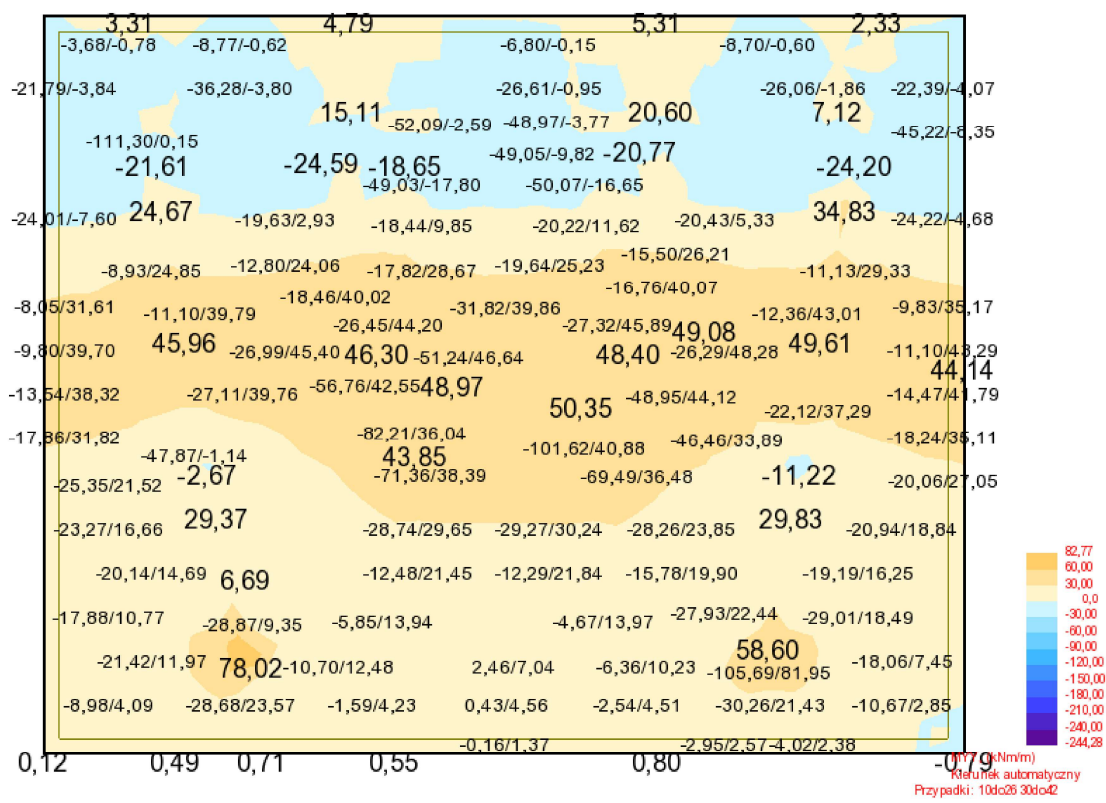 3,31 4,79 5,31 2,33
-3,68/-0,78 -8,77/-0,62 -6,80/-0,15 -8,70/-0,60
-21,79/-3,84 -36,28/-3,80 -26,61/-0,95 -26,06/-1,86 -22,39/-4,07
15,11 20,60 7,12
-52,09/-2,59 -48,97/-3,77 -45,22/-8,35
-111,30/0,15 -49,05/-9,82 -20,77
-21,61 -24,59 -18,65 -24,20
-49,03/-17,80 -50,07/-16,65
24,67 34,83
-24,01/-7,60 -19,63/2,93 -18,44/9,85 -20,22/11,62 -20,43/5,33 -24,22/-4,68
-15,50/26,21
-8,93/24,85 -12,80/24,06 -17,82/28,67 -19,64/25,23 -11,13/29,33
-18,46/40,02 -16,76/40,07
-8,05/31,61 -11,10/39,79 -31,82/39,86 -12,36/43,01 -9,83/35,17
-26,45/44,20 -27,32/45,89 49,08
45,96 49,61
-9,80/39,70 -26,99/45,40 46,30 -51,24/46,64 48,40 -26,29/48,28 -11,10/43,29
44,14
-56,76/42,55 48,97
-13,54/38,32 -27,11/39,76 -48,95/44,12 -14,47/41,79
50,35 -22,12/37,29
-17,86/31,82 -82,21/36,04 -101,62/40,88 -46,46/33,89 -18,24/35,11
-47,87/-1,14 43,85
-2,67 -71,36/38,39 -69,49/36,48 -11,22
-25,35/21,52 -20,06/27,05
29,37 29,83
-23,27/16,66 -28,74/29,65 -29,27/30,24 -28,26/23,85 -20,94/18,84
-20,14/14,69 6,69 -12,48/21,45 -12,29/21,84 -15,78/19,90 -19,19/16,25
-17,88/10,77 -28,87/9,35 -5,85/13,94 -4,67/13,97 -27,93/22,44 -29,01/18,49
58,60
-21,42/11,97 78,02 -10,70/12,48 2,46/7,04 -6,36/10,23 -105,69/81,95 -18,06/7,45
-8,98/4,09 -28,68/23,57 -1,59/4,23 0,43/4,56 -2,54/4,51 -30,26/21,43 -10,67/2,85
-0,16/1,37 -2,95/2,57 -4,02/2,38
0,12 0,49 0,71 0,55 0,80 -0,79
82,77
60,00
30,00
0,0
-30,00
-60,00
-90,00
-120,00
-150,00
-180,00
-210,00
-240,00
-244,28
(kNm/m)
Kierunek automatyczny
Przypadki: 10do26 30do42